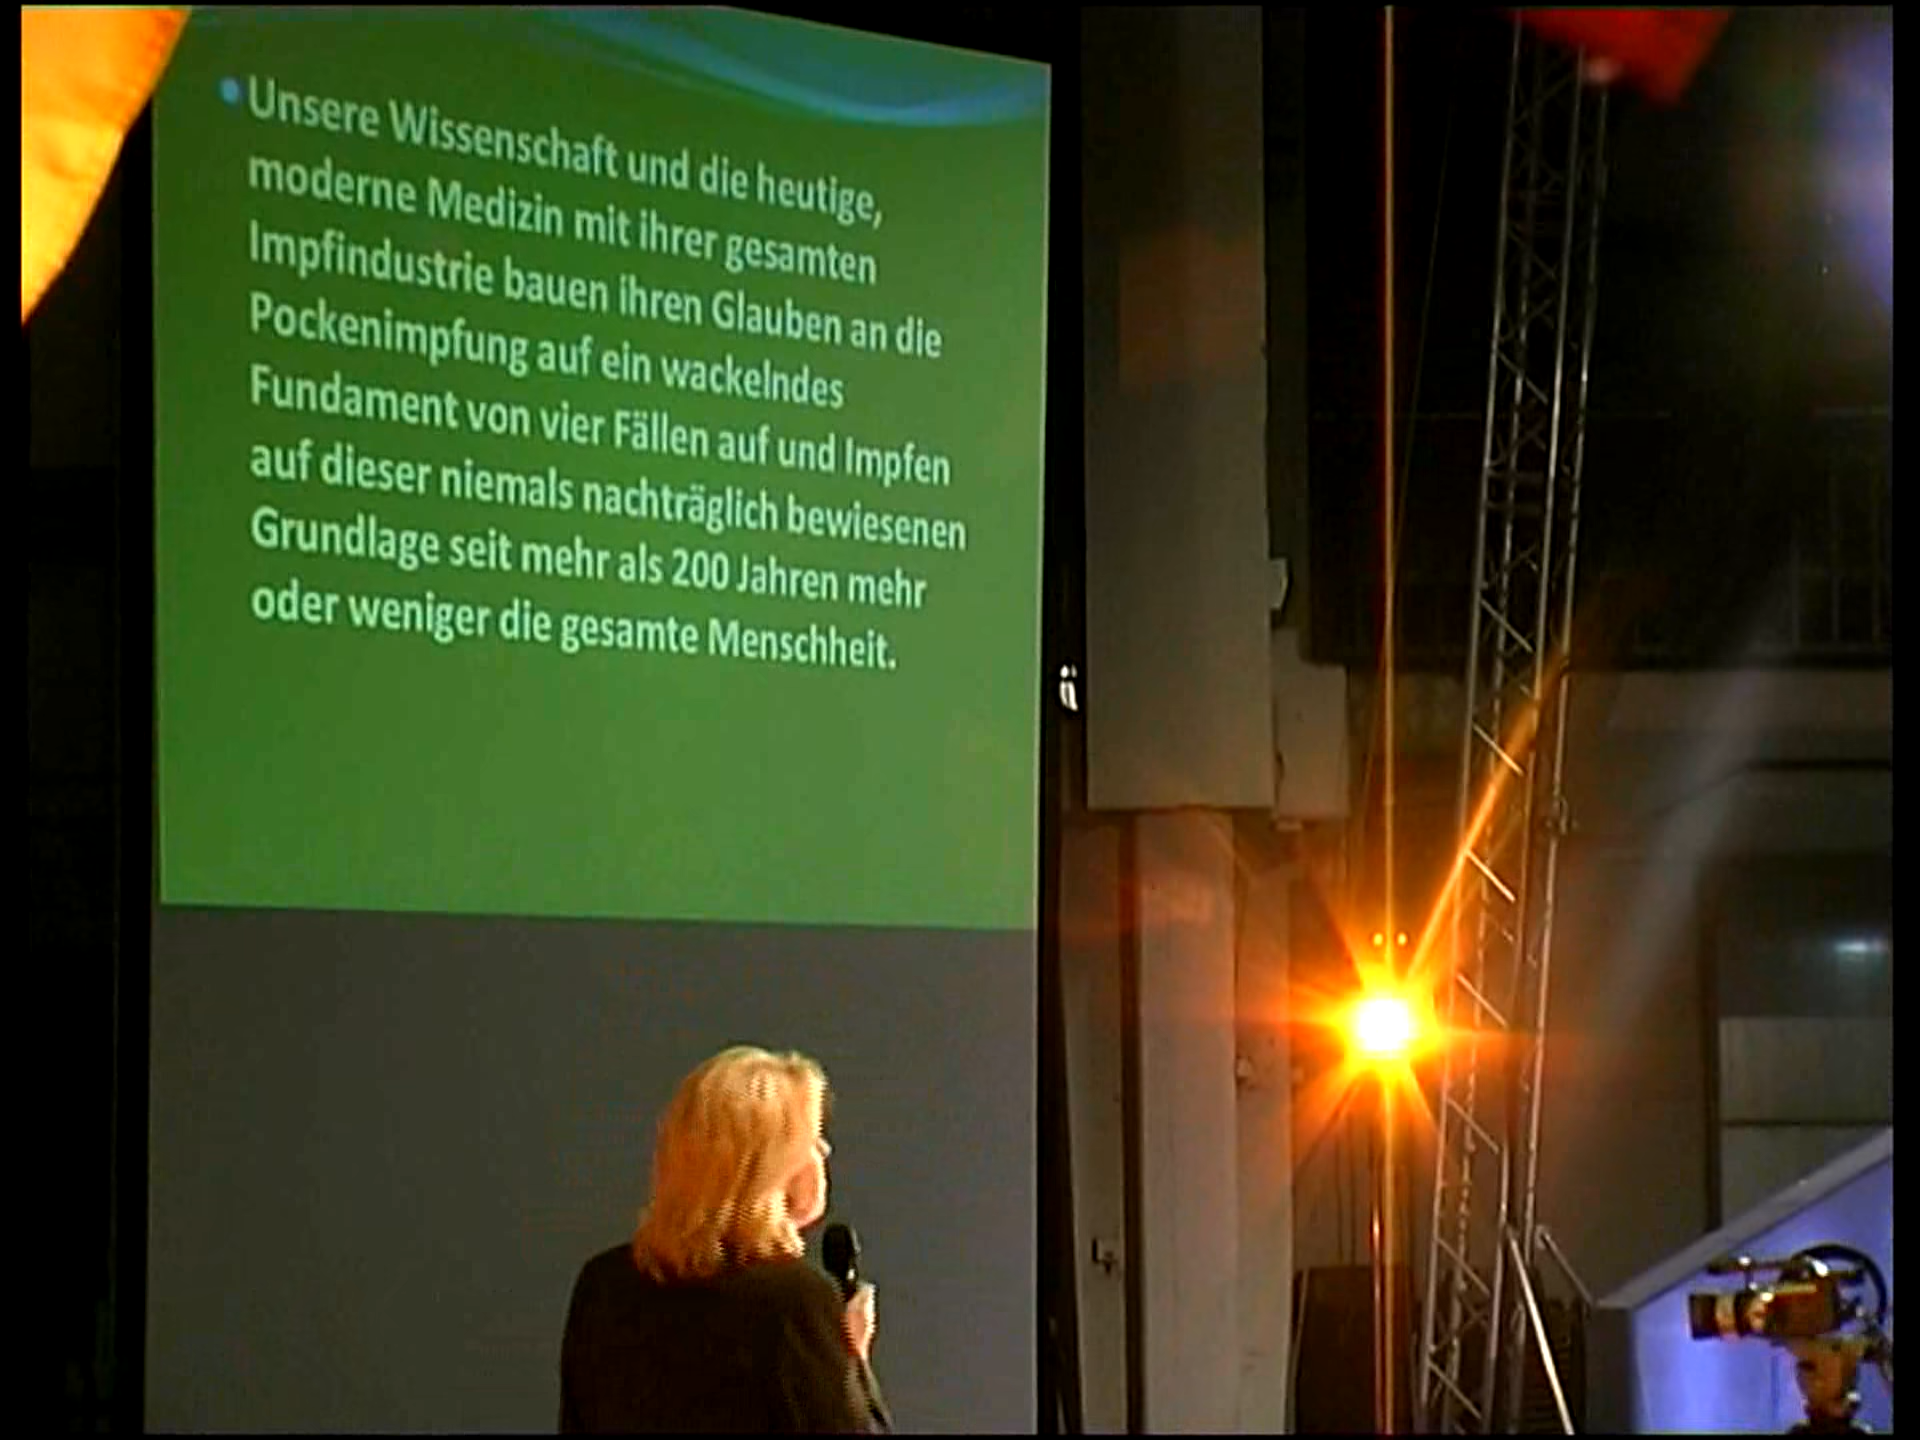 • Unsere Wissenschaft und die heutige,
moderne Medizin mit ihrer gesamten
Impfindustrie bauen ihren Glauben an die
Pockenimpfung auf ein wackelndes
Fundament von vier Fällen auf und Impfen
auf dieser niemals nachträglich bewiesenen
Grundlage seit mehr als 200 Jahren mehr
oder weniger die gesamte Menschheit.